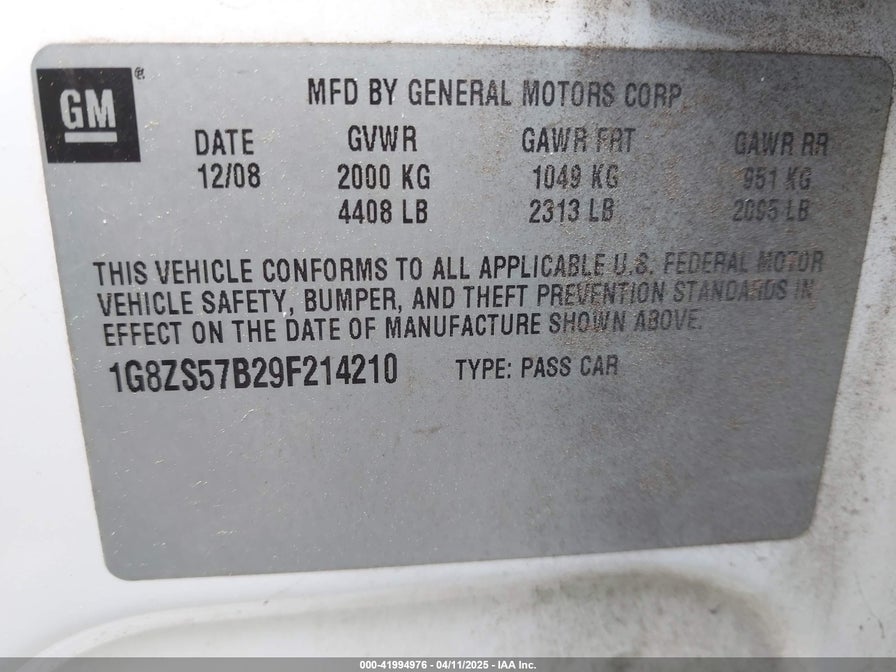 GM ®
MFD BY GENERAL MOTORS CORP
DATE GVWR GAWR FRT GAWR RR
12/08 2000 KG 1049 KG 951 KG
4408 LB 2313 LB 2095 LB
THIS VEHICLE CONFORMS TO ALL APPLICABLE U.S. FEDERAL MOTOR
VEHICLE SAFETY, BUMPER, AND THEFT PREVENTION STANDARDS IN
EFFECT ON THE DATE OF MANUFACTURE SHOWN ABOVE.
1G8ZS57B29F214210 TYPE: PASS CAR
000-41994976 - 04/11/2025 - IAA Inc.